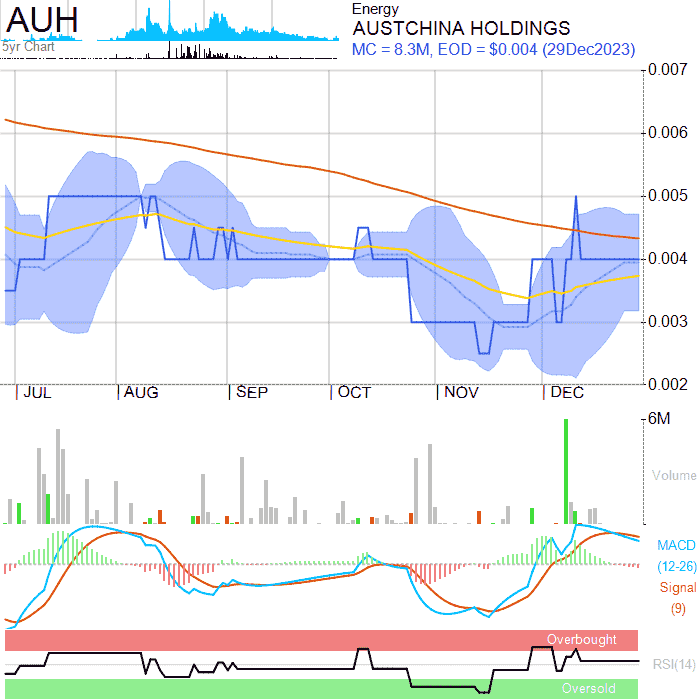 AUH
5yr Chart
Energy
AUSTCHINA HOLDINGS
MC = 8.3M, EOD = $0.004 (29Dec2023)
0.007
0.006
0.005
0.004
0.003
0.002
JUL AUG SEP OCT NOV DEC
6M
Volume
MACD
(12-26)
Signal
(9)
Overbought
RSI(14)
Oversold